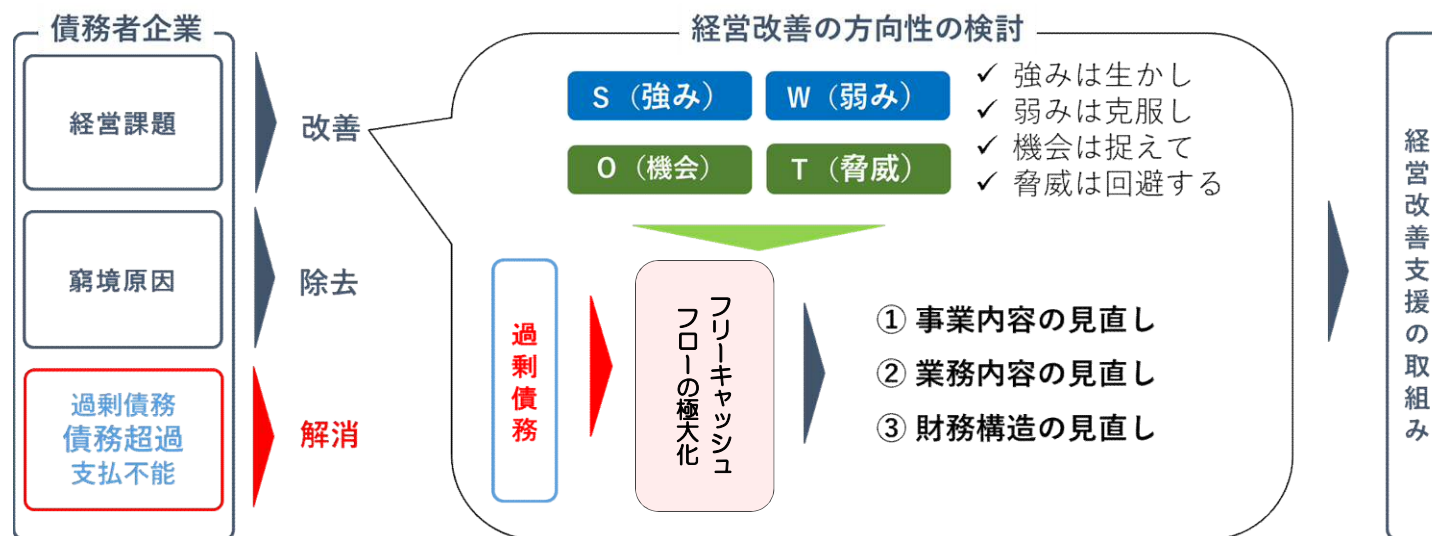 債務者企業
経営課題
改善
窮境原因
除去
過剰債務
債務超過
支払不能
解消
経営改善の方向性の検討
S（強み）
W（弱み）
O（機会）
T（脅威）
✓ 強みは生かし
✓ 弱みは克服し
✓ 機会は捉えて
✓ 脅威は回避する
過剰債務
フリーキャッシュ
フローの極大化
① 事業内容の見直し
② 業務内容の見直し
③ 財務構造の見直し
経営改善支援の取組み